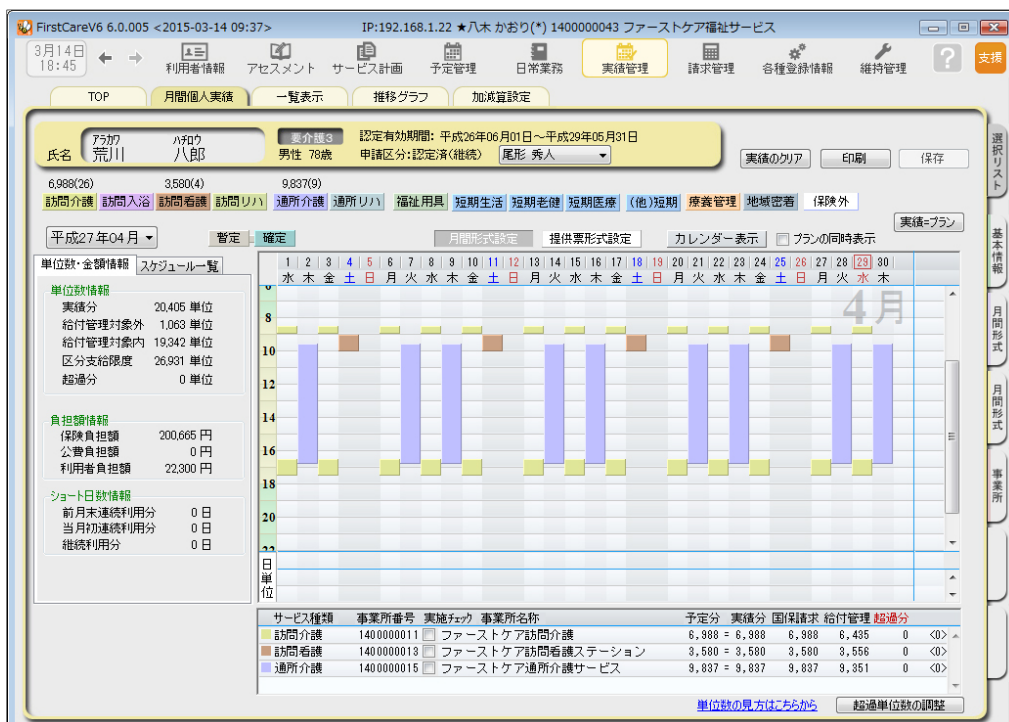 FirstCareV6 6.0.005 <2015-03-14 09:37> IP:192.168.1.22 ★八木 かおり(*) 1400000043 ファーストケア福祉サービス
3月14日
18:45
利用者情報 アセスメント サービス計画 予定管理 日常業務 実績管理 請求管理 各種登録情報 維持管理 ? 支援
TOP 月間個人実績 一覧表示 推移グラフ 加減算設定
アラカワ ハチロウ
氏名 荒川 八郎
要介護3
男性 78歳
認定有効期間: 平成26年06月01日~平成29年05月31日
申請区分:認定済(継続) 尾形 秀人
実績のクリア 印刷 保存
6,988(26) 3,580(4) 9,837(9)
訪問介護 訪問入浴 訪問看護 訪問リハ 通所介護 通所リハ 福祉用具 短期生活 短期老健 短期医療 (他)短期 療養管理 地域密着 保険外
実績=プラン
平成27年04月 暫定 確定 月間形式設定 提供票形式設定 カレンダー表示 プランの同時表示
単位数・金額情報 スケジュール一覧
単位数情報
実績分 20,405 単位
給付管理対象外 1,063 単位
給付管理対象内 19,342 単位
区分支給限度 26,931 単位
超過分 0 単位
負担額情報
保険負担額 200,665 円
公費負担額 0 円
利用者負担額 22,300 円
ショート日数情報
前月末連続利用分 0 日
当月初連続利用分 0 日
継続利用分 0 日
1 2 3 4 5 6 7 8 9 10 11 12 13 14 15 16 17 18 19 20 21 22 23 24 25 26 27 28 29 30
水 木 金 土 日 月 火 水 木 金 土 日 月 火 水 木 金 土 日 月 火 水 木 金 土 日 月 火 水 木
4月
8
10
12
14
16
18
20
22
日単位
サービス種類 事業所番号 実施チェック 事業所名称 予定分 実績分 国保請求 給付管理 超過分
訪問介護 1400000011 ファーストケア訪問介護 6,988 = 6,988 6,988 6,435 0 <0>
訪問看護 1400000013 ファーストケア訪問看護ステーション 3,580 = 3,580 3,580 3,556 0 <0>
通所介護 1400000015 ファーストケア通所介護サービス 9,837 = 9,837 9,837 9,351 0 <0>
単位数の見方はこちらから 超過単位数の調整
選択リスト
基本情報
月間形式
月間形式
事業所